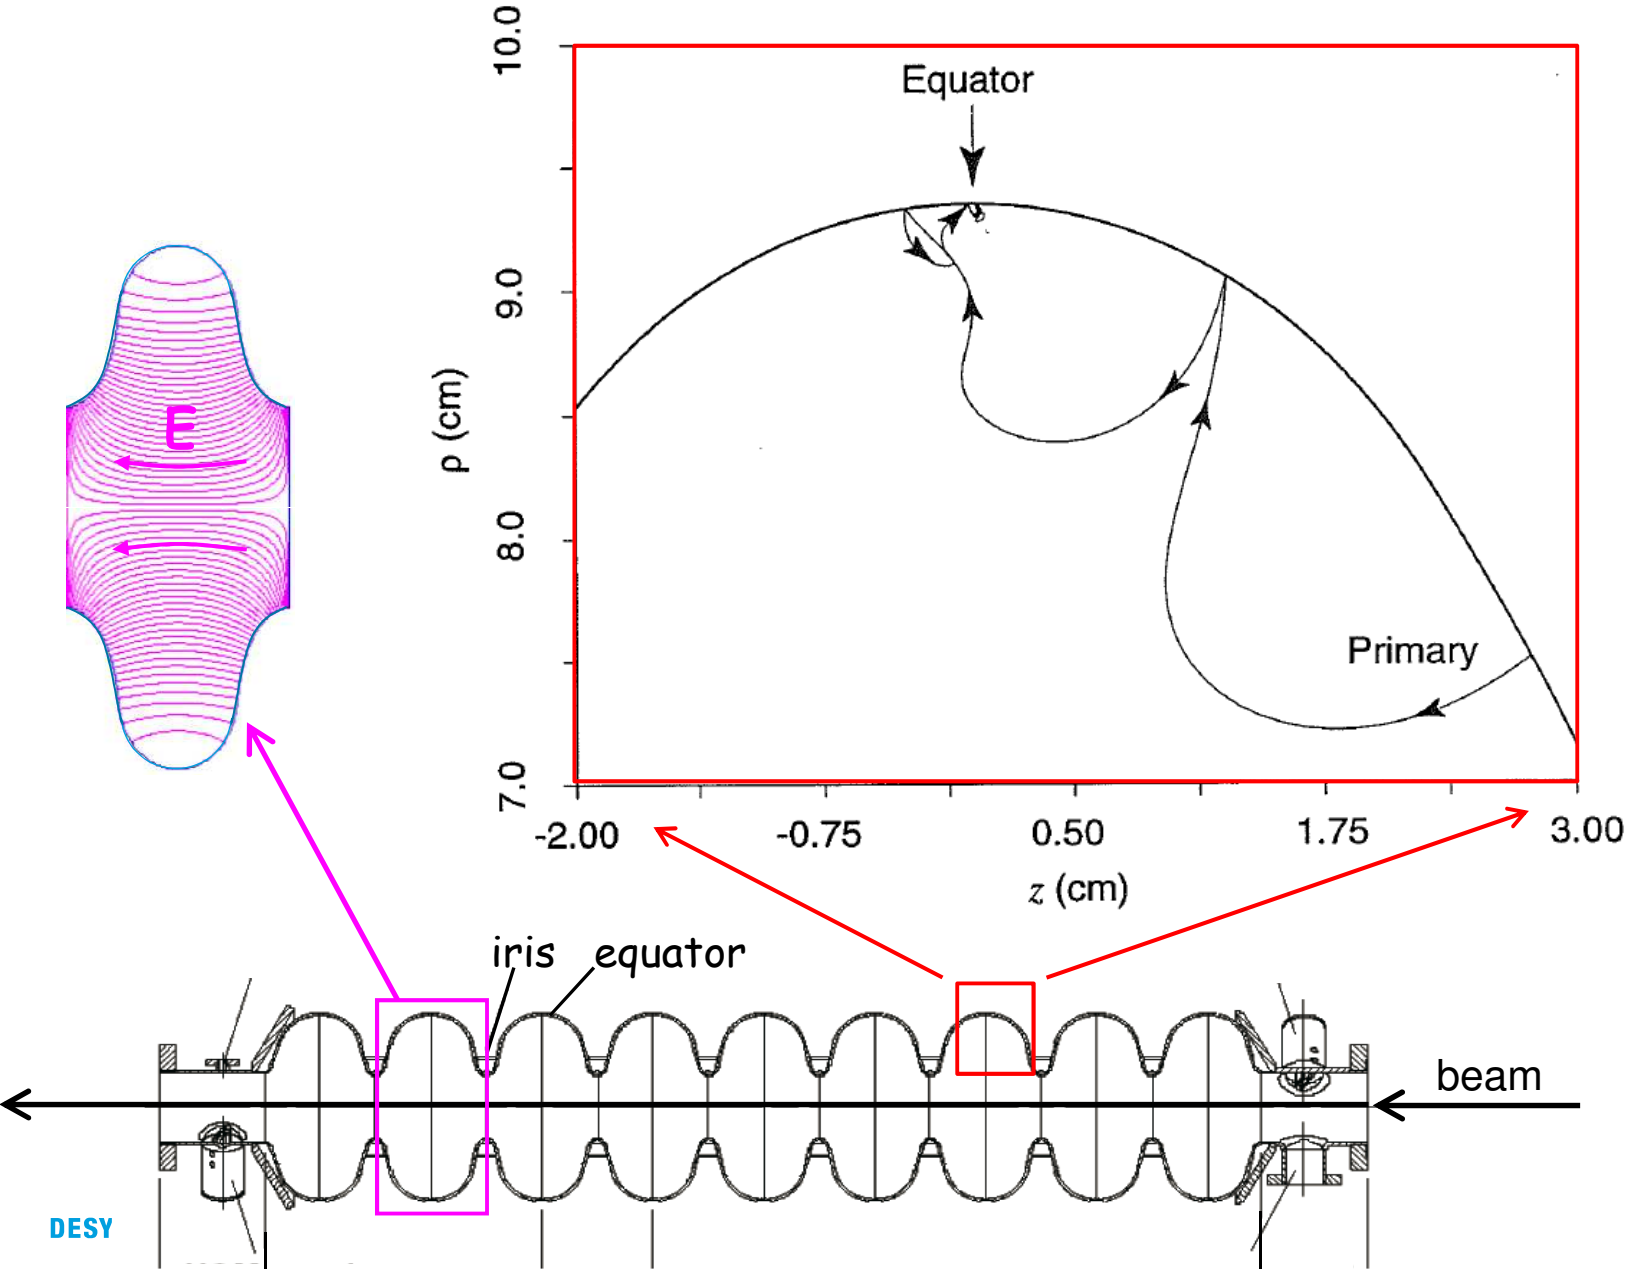 10.0
Equator
9.0
E
ρ (cm)
8.0
Primary
7.0
-2.00
-0.75
0.50
1.75
3.00
z (cm)
iris
equator
beam
DESY